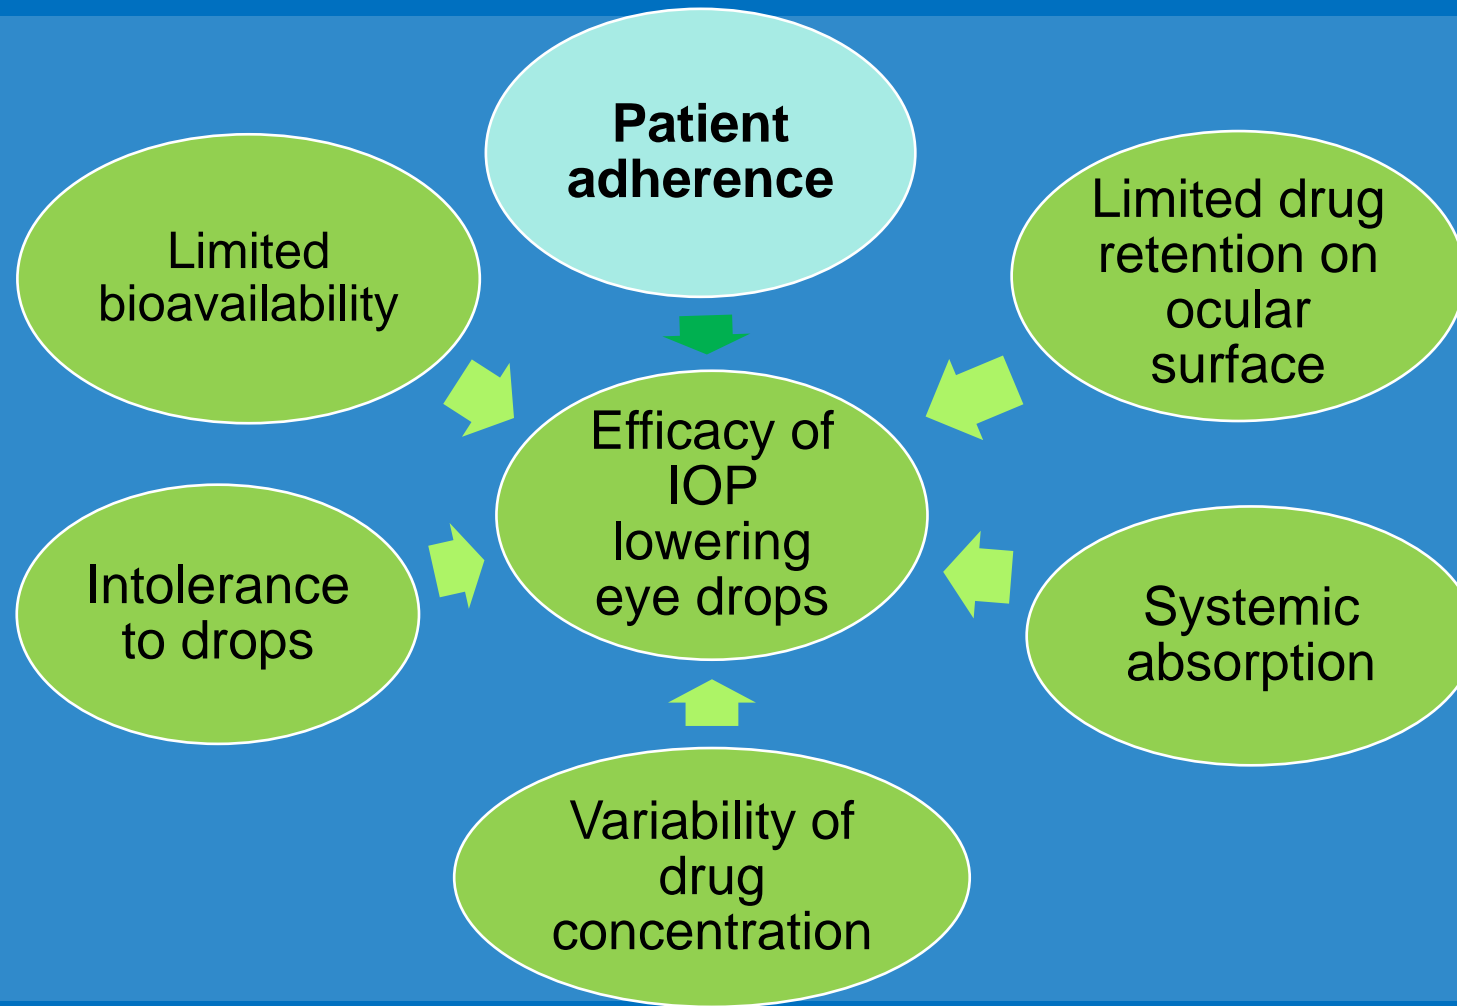 Patient
adherence
Limited
bioavailability
Limited drug
retention on
ocular
surface
Efficacy of
IOP
lowering
eye drops
Intolerance
to drops
Systemic
absorption
Variability of
drug
concentration